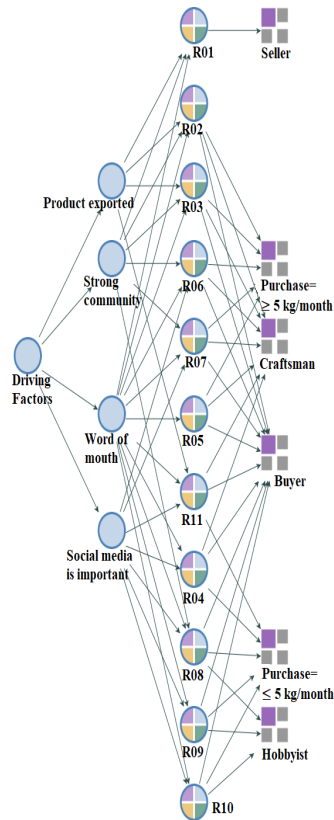 R01
Seller
R02
Product exported
R03
Strong
community
R06
Purchase=
≥ 5 kg/month
R07
Craftsman
Driving
Factors
Word of
mouth
R05
Buyer
R11
Social media
is important
R04
R08
Purchase=
≤ 5 kg/month
R09
Hobbyist
R10